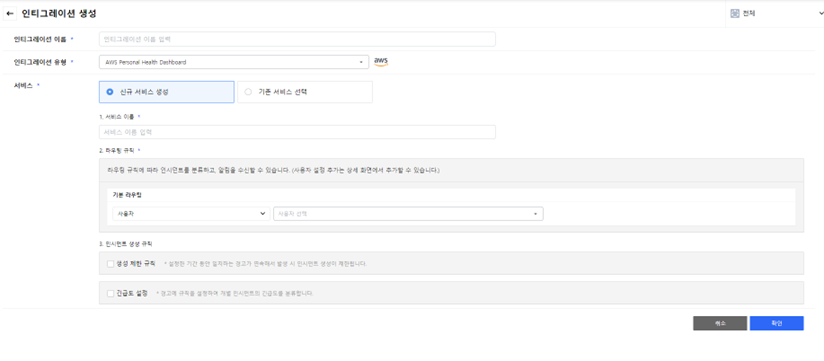 ← 인티그레이션 생성
전체
인티그레이션 이름 *
인티그레이션 이름 입력
인티그레이션 유형 *
AWS Personal Health Dashboard
aws
서비스 *
신규 서비스 생성
기존 서비스 선택
1. 서비스 이름 *
서비스 이름 입력
2. 라우팅 규칙 *
라우팅 규칙에 따라 인시던트를 분류하고, 알림을 수신할 수 있습니다. (사용자 설정 추가는 상세 화면에서 추가할 수 있습니다.)
기본 라우팅
사용자
사용자 선택
3. 인시던트 생성 규칙
생성 제한 규칙
* 설정한 기간 동안 일치하는 경고가 연속해서 발생 시 인시던트 생성이 제한됩니다.
긴급도 설정
* 경고에 규칙을 실행하여 개별 인시던트의 긴급도를 분류합니다.
취소
확인